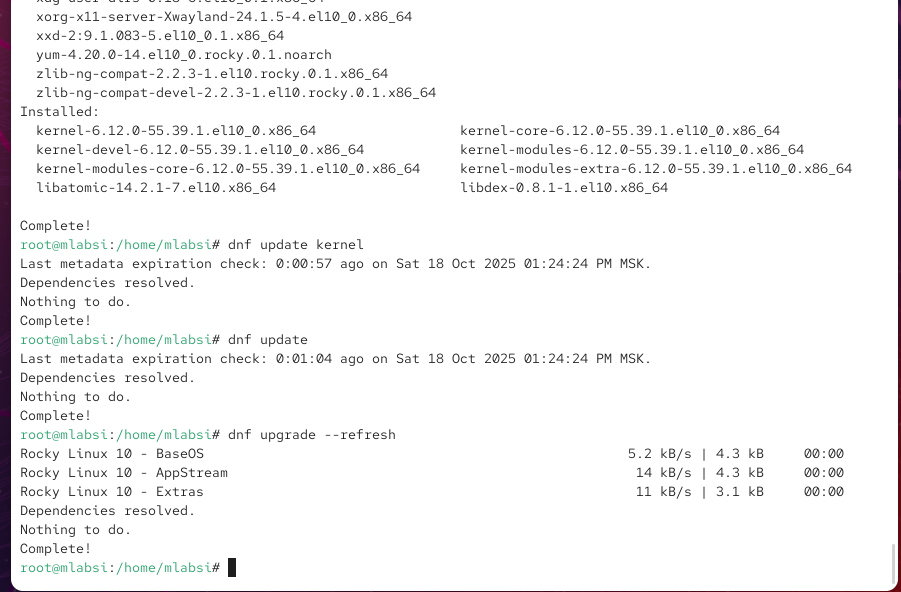 xorg-x11-server-Xwayland-24.1.5-4.el10_0.x86_64
xxd-2:9.1.083-5.el10_0.1.x86_64
yum-4.20.0-14.el10_0.rocky.0.1.noarch
zlib-ng-compat-2.2.3-1.el10.rocky.0.1.x86_64
zlib-ng-compat-devel-2.2.3-1.el10.rocky.0.1.x86_64
Installed:
kernel-6.12.0-55.39.1.el10_0.x86_64 kernel-core-6.12.0-55.39.1.el10_0.x86_64
kernel-devel-6.12.0-55.39.1.el10_0.x86_64 kernel-modules-6.12.0-55.39.1.el10_0.x86_64
kernel-modules-core-6.12.0-55.39.1.el10_0.x86_64 kernel-modules-extra-6.12.0-55.39.1.el10_0.x86_64
libatomic-14.2.1-7.el10.x86_64 libdex-0.8.1-1.el10.x86_64
Complete!
root@mlabsi:/home/mlabsi# dnf update kernel
Last metadata expiration check: 0:00:57 ago on Sat 18 Oct 2025 01:24:24 PM MSK.
Dependencies resolved.
Nothing to do.
Complete!
root@mlabsi:/home/mlabsi# dnf update
Last metadata expiration check: 0:01:04 ago on Sat 18 Oct 2025 01:24:24 PM MSK.
Dependencies resolved.
Nothing to do.
Complete!
root@mlabsi:/home/mlabsi# dnf upgrade --refresh
Rocky Linux 10 - BaseOS 5.2 kB/s | 4.3 kB 00:00
Rocky Linux 10 - AppStream 14 kB/s | 4.3 kB 00:00
Rocky Linux 10 - Extras 11 kB/s | 3.1 kB 00:00
Dependencies resolved.
Nothing to do.
Complete!
root@mlabsi:/home/mlabsi#